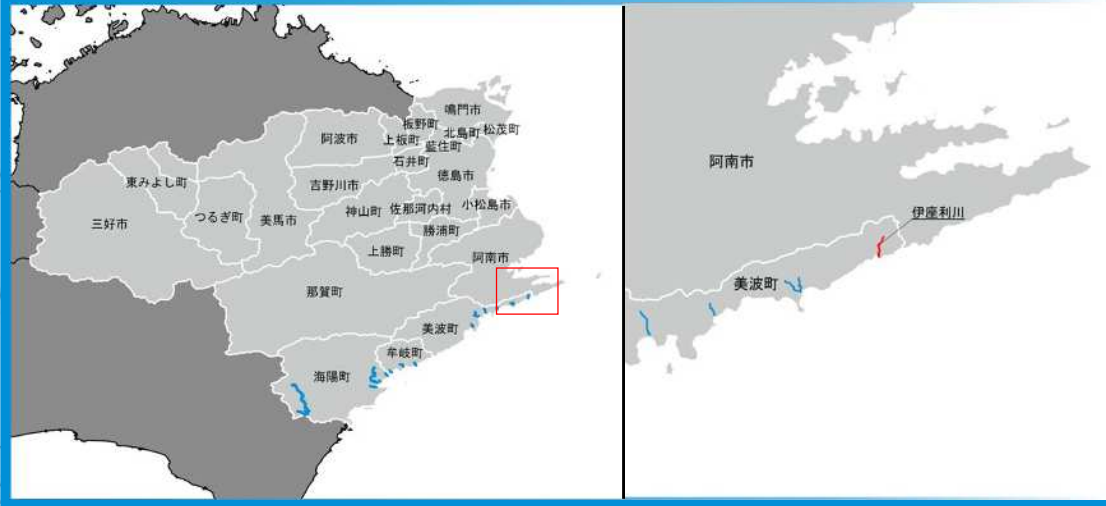 鳴門市
板野町
松茂町
北島町
上板町
藍住町
阿波市
石井町
徳島市
東みよし町
吉野川市
つるぎ町
美馬市
神山町
佐那河内村
小松島市
三好市
勝浦町
上勝町
阿南市
那賀町
美波町
牟岐町
海陽町
阿南市
伊座利川
美波町